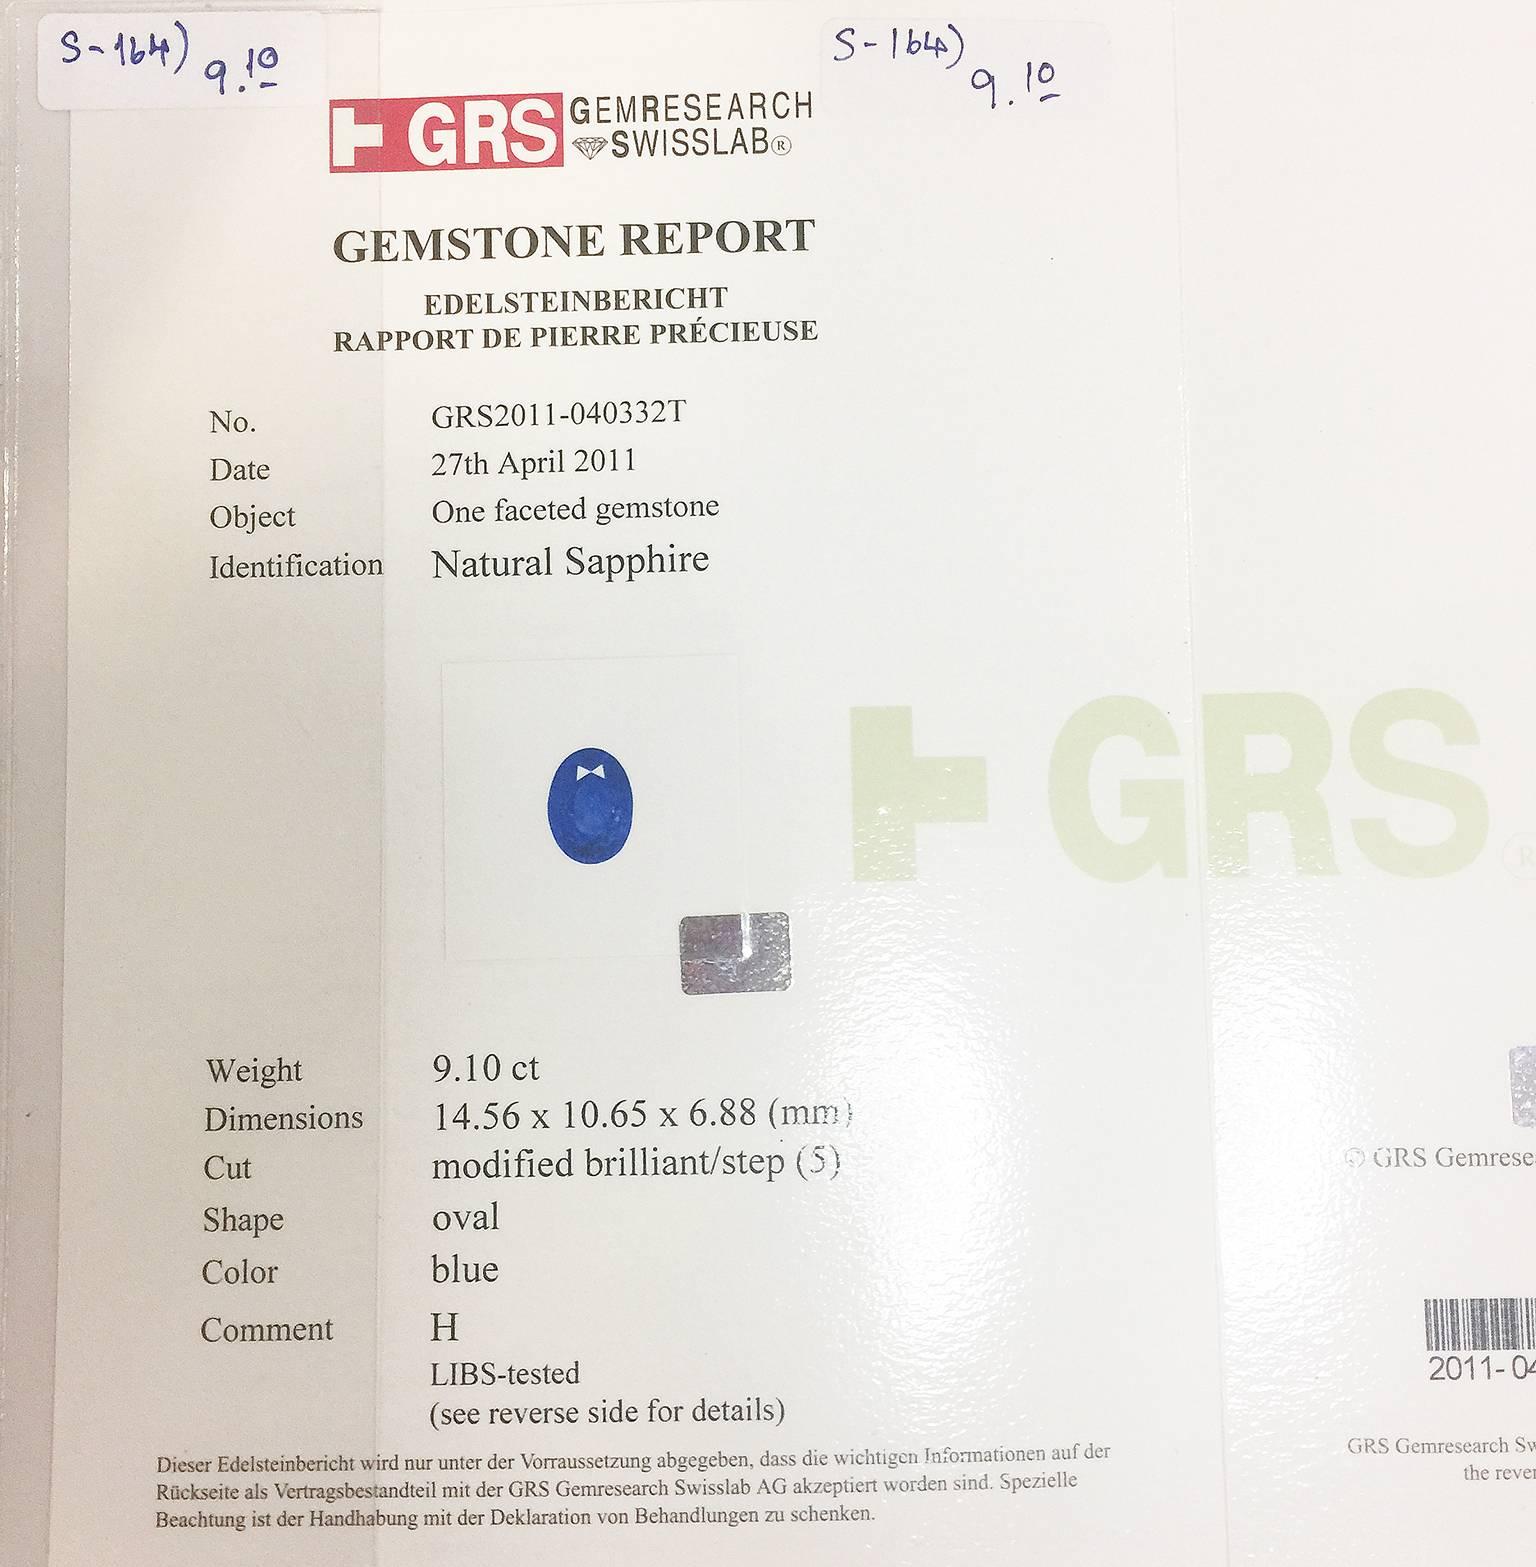 S-164) 9.10
S-164) 9.10
GRS GEMRESEARCH
SWISSLAB®
GEMSTONE REPORT
EDELSTEINBERICHT
RAPPORT DE PIERRE PRÉCIEUSE
No. GRS2011-040332T
Date 27th April 2011
Object One faceted gemstone
Identification Natural Sapphire
GRS ®
Weight 9.10 ct
Dimensions 14.56 x 10.65 x 6.88 (mm)
Cut modified brilliant/step (5)
Shape oval
Color blue
Comment H
LIBS-tested
(see reverse side for details)
Dieser Edelsteinbericht wird nur unter der Vorraussetzung abgegeben, dass die wichtigen Informationen auf der
Rückseite als Vertragsbestandteil mit der GRS Gemresearch Swisslab AG akzeptiert worden sind. Spezielle
Beachtung ist der Handhabung mit der Deklaration von Behandlungen zu schenken.
© GRS Gemrese
2011-04
GRS Gemresearch Sw
the rever